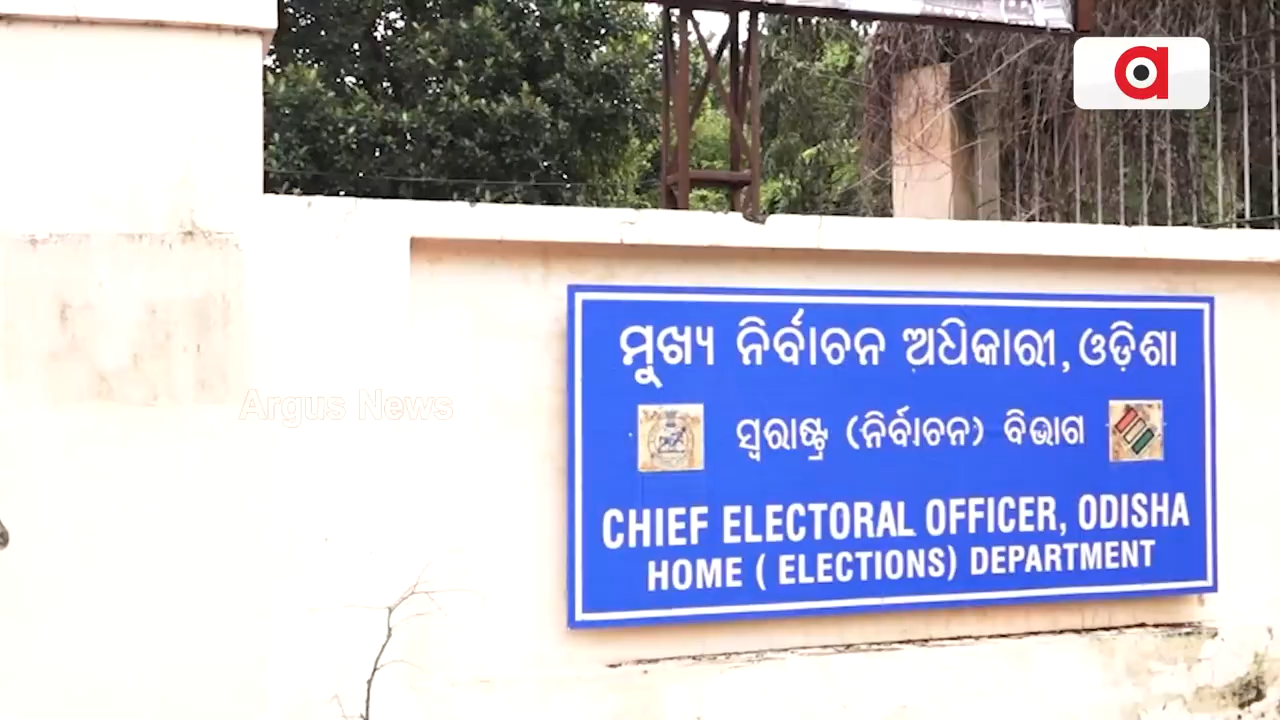 ମୁଖ୍ୟ ନିର୍ବାଚନ ଅଧିକାରୀ, ଓଡ଼ିଶା
ସ୍ୱରାଷ୍ଟ୍ର (ନିର୍ବାଚନ) ବିଭାଗ
CHIEF ELECTORAL OFFICER, ODISHA
HOME ( ELECTIONS) DEPARTMENT
Argus News